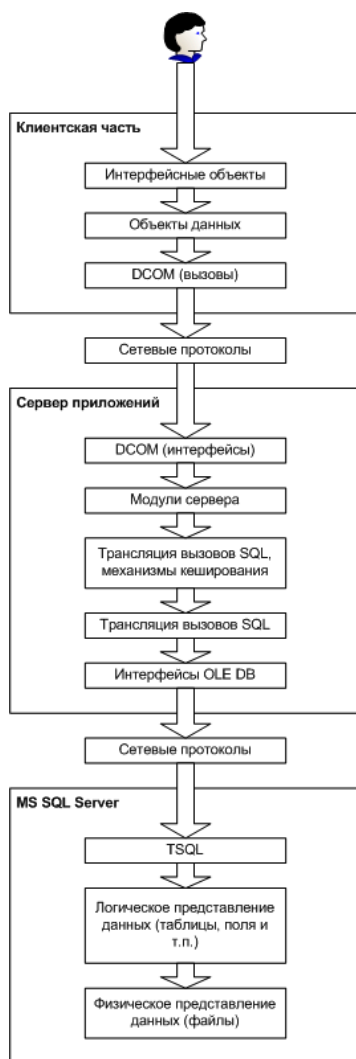 Клиентская часть
Интерфейсные объекты
Объекты данных
DCOM (вызовы)
Сетевые протоколы
Сервер приложений
DCOM (интерфейсы)
Модули сервера
Трансляция вызовов SQL,
механизмы кеширования
Трансляция вызовов SQL
Интерфейсы OLE DB
Сетевые протоколы
MS SQL Server
TSQL
Логическое представление
данных (таблицы, поля и
т.п.)
Физическое представление
данных (файлы)